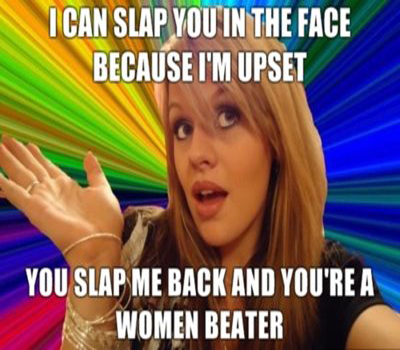 I CAN SLAP YOU IN THE FACE
BECAUSE I'M UPSET
YOU SLAP ME BACK AND YOU'RE A
WOMEN BEATER